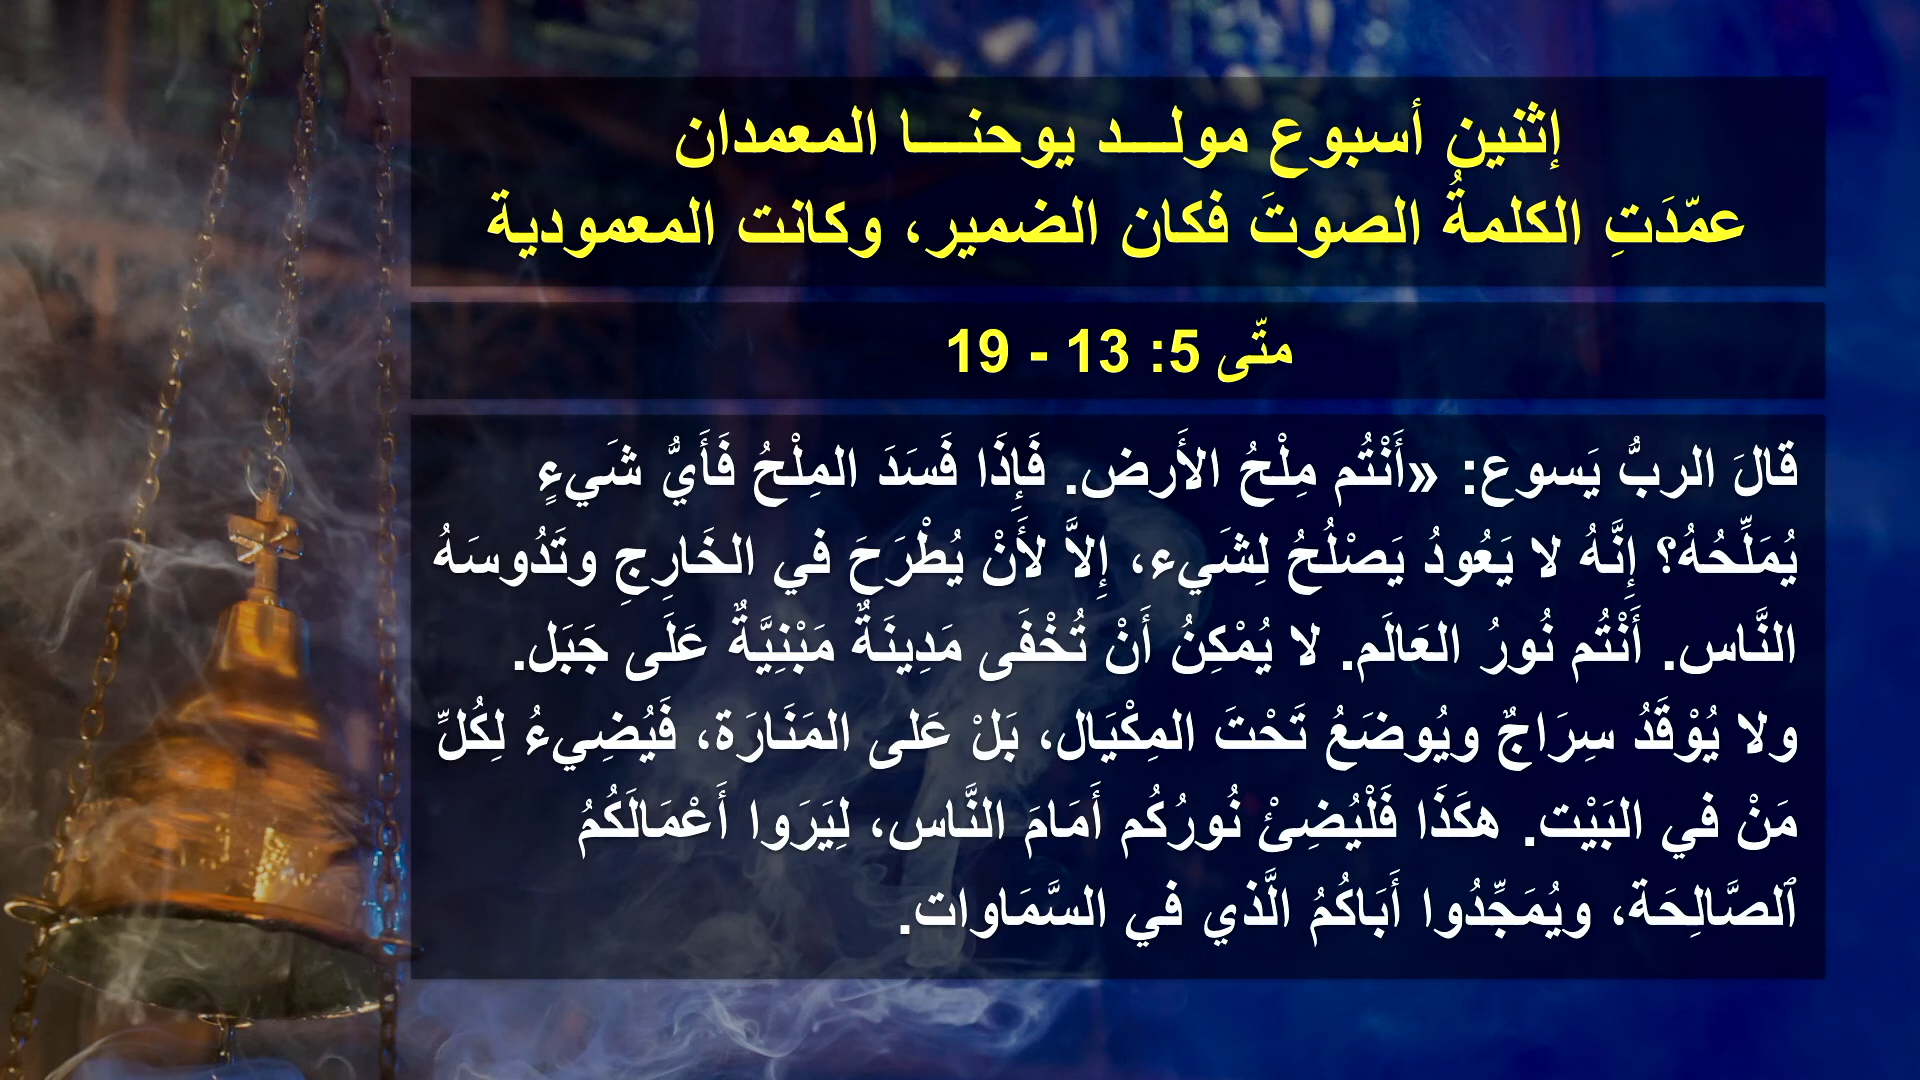 إثنين أسبوع مولـــد يوحنـــا المعمدان
عمّدَتِ الكلمةُ الصوتَ فكان الضمير، وكانت المعمودية
متّى 5: 13 - 19
قالَ الربُّ يَسوع: «أَنْتُم مِلْحُ الأَرض. فَإِذَا فَسَدَ المِلْحُ فَأَيُّ شَيءٍ
يُمَلِّحُهُ؟ إِنَّهُ لا يَعُودُ يَصْلُحُ لِشَيء، إِلاَّ لأَنْ يُطْرَحَ في الخَارِجِ وتَدُوسَهُ
النَّاس. أَنْتُم نُورُ العَالَم. لا يُمْكِنُ أَنْ تُخْفَى مَدِينَةٌ مَبْنِيَّةٌ عَلَى جَبَل.
ولا يُوْقَدُ سِرَاجٌ ويُوضَعُ تَحْتَ المِكْيَال، بَلْ عَلى المَنَارَة، فَيُضِيءُ لِكُلِّ
مَنْ في البَيْت. هكَذَا فَلْيُضِئْ نُورُكُم أَمَامَ النَّاس، لِيَرَوا أَعْمَالَكُمُ
ٱلصَّالِحَة، ويُمَجِّدُوا أَبَاكُمُ الَّذي في السَّمَاوات.